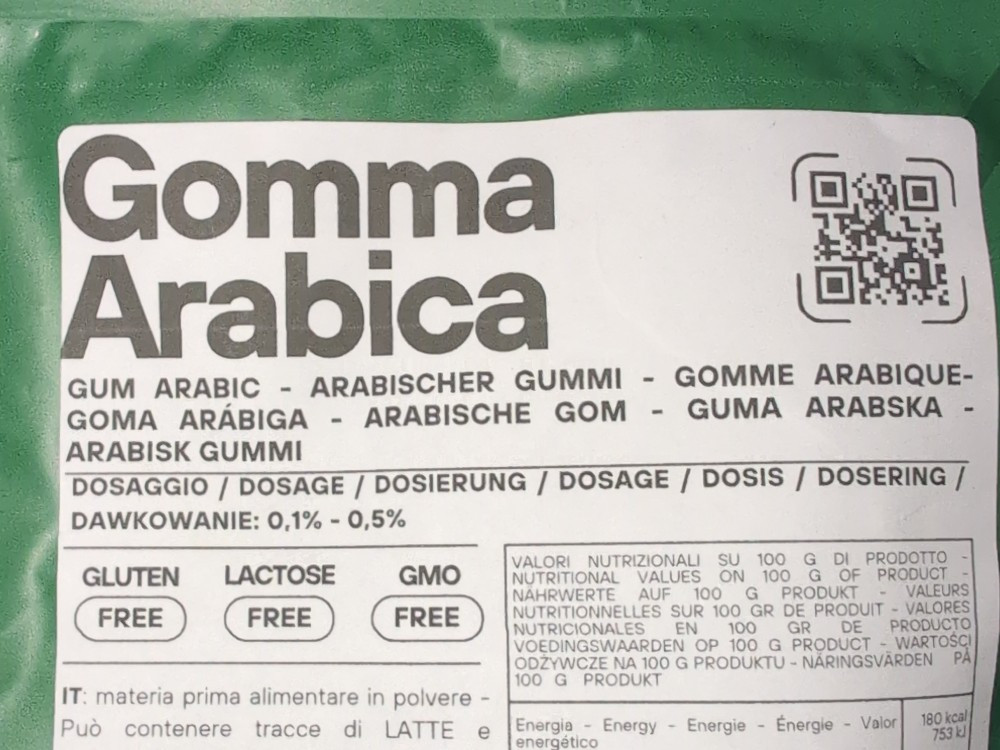 Gomma
Arabica
GUM ARABIC - ARABISCHER GUMMI - GOMME ARABIQUE-
GOMA ARÁBIGA - ARABISCHE GOM - GUMA ARABSKA -
ARABISK GUMMI
DOSAGGIO / DOSAGE / DOSIERUNG / DOSAGE / DOSIS / DOSERING /
DAWKOWANIE: 0,1% - 0,5%
GLUTEN LACTOSE GMO
FREE FREE FREE
IT: materia prima alimentare in polvere -
Può contenere tracce di LATTE e
VALORI NUTRIZIONALI SU 100 G DI PRODOTTO -
NUTRITIONAL VALUES ON 100 G OF PRODUCT -
NÄHRWERTE AUF 100 G PRODUKT - VALEURS
NUTRITIONNELLES SUR 100 GR DE PRODUIT - VALORES
NUTRICIONALES EN 100 GR DE PRODUCTO
VOEDINGSWAARDEN OP 100 G PRODUCT - WARTOŚCI
ODŻYWCZE NA 100 G PRODUKTU - NÄRINGSVÄRDEN PÅ
100 G PRODUKT
Energia - Energy - Energie - Énergie - Valor
energético
180 kcal
753 kJ